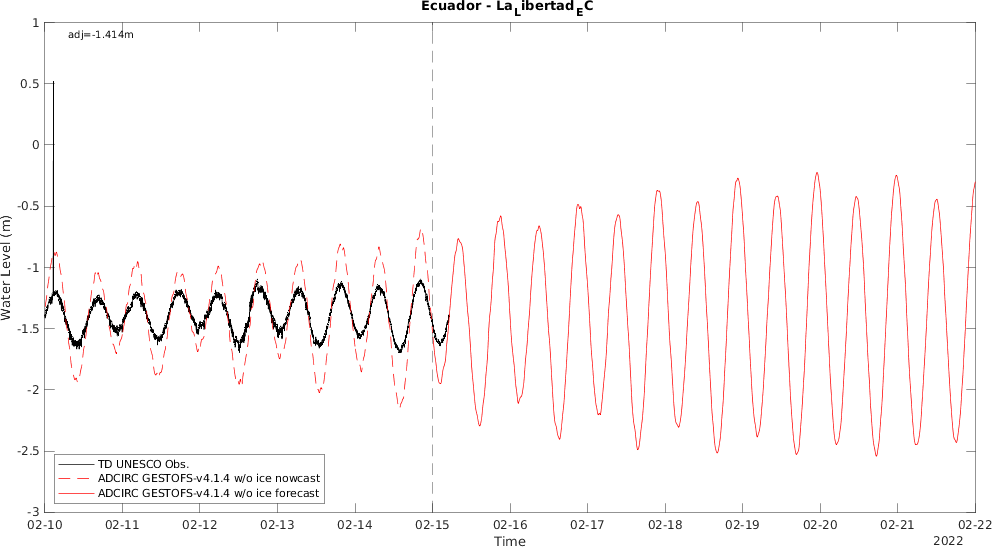 Ecuador - LaLibertadEC
adj=-1.414m
1
0.5
0
-0.5
-1
-1.5
-2
-2.5
-3
Water Level (m)
TD UNESCO Obs.
ADCIRC GESTOFS-v4.1.4 w/o ice nowcast
ADCIRC GESTOFS-v4.1.4 w/o ice forecast
02-10 02-11 02-12 02-13 02-14 02-15 02-16 02-17 02-18 02-19 02-20 02-21 02-22
Time
2022